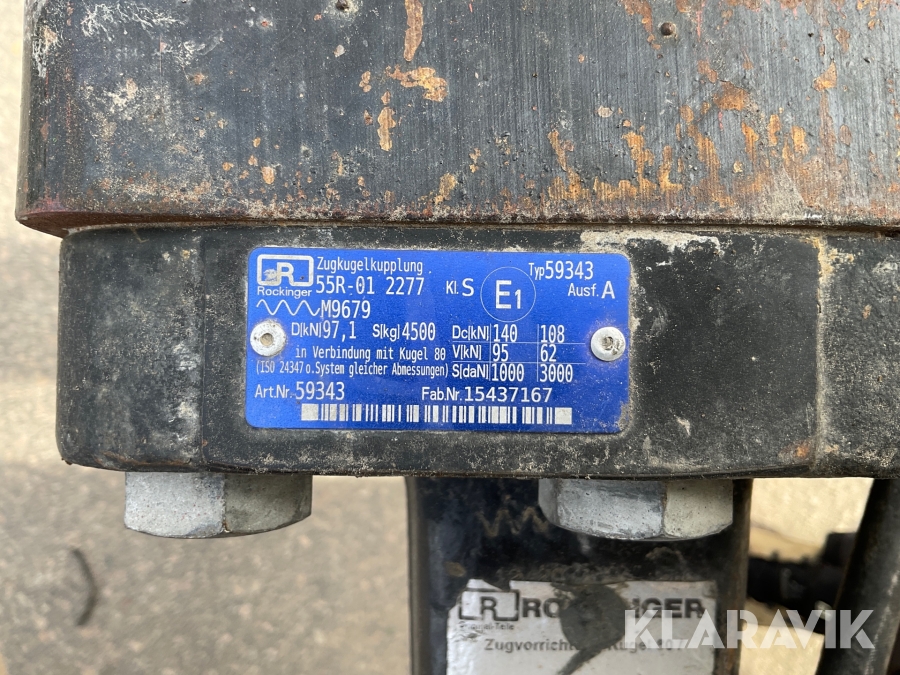 R
Rockinger
Zugkugelkupplung
55R-01 2277 Kl. S E1 Typ 59343 Ausf. A
M9679
D[kN] 97,1 S[kg] 4500 Dc[kN] 140 108
in Verbindung mit Kugel 80 V[kN] 95 62
(ISO 24347 o.System gleicher Abmessungen) S[daN] 1000 3000
Art.Nr. 59343 Fab.Nr. 15437167
R
KLARAVIK